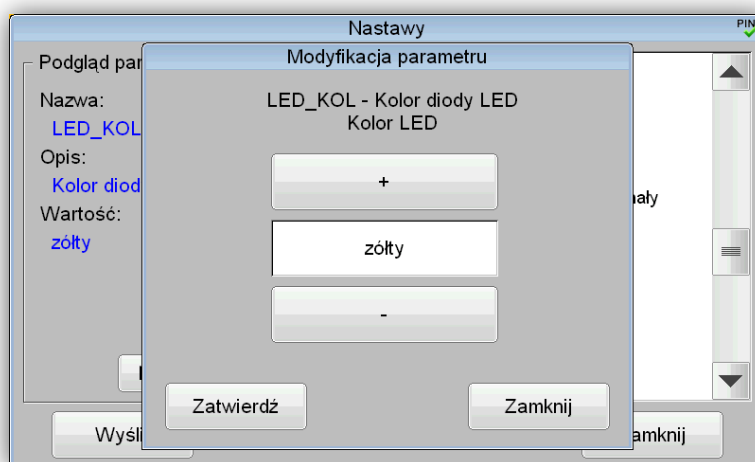 Nastawy
PIN
Modyfikacja parametru
Podgląd par
Nazwa:
LED_KOL
Opis:
Kolor diod
Wartość:
zółty
LED_KOL - Kolor diody LED
Kolor LED
+
zółty
-
Zatwierdź
Zamknij
ały
Wyśli
amknij